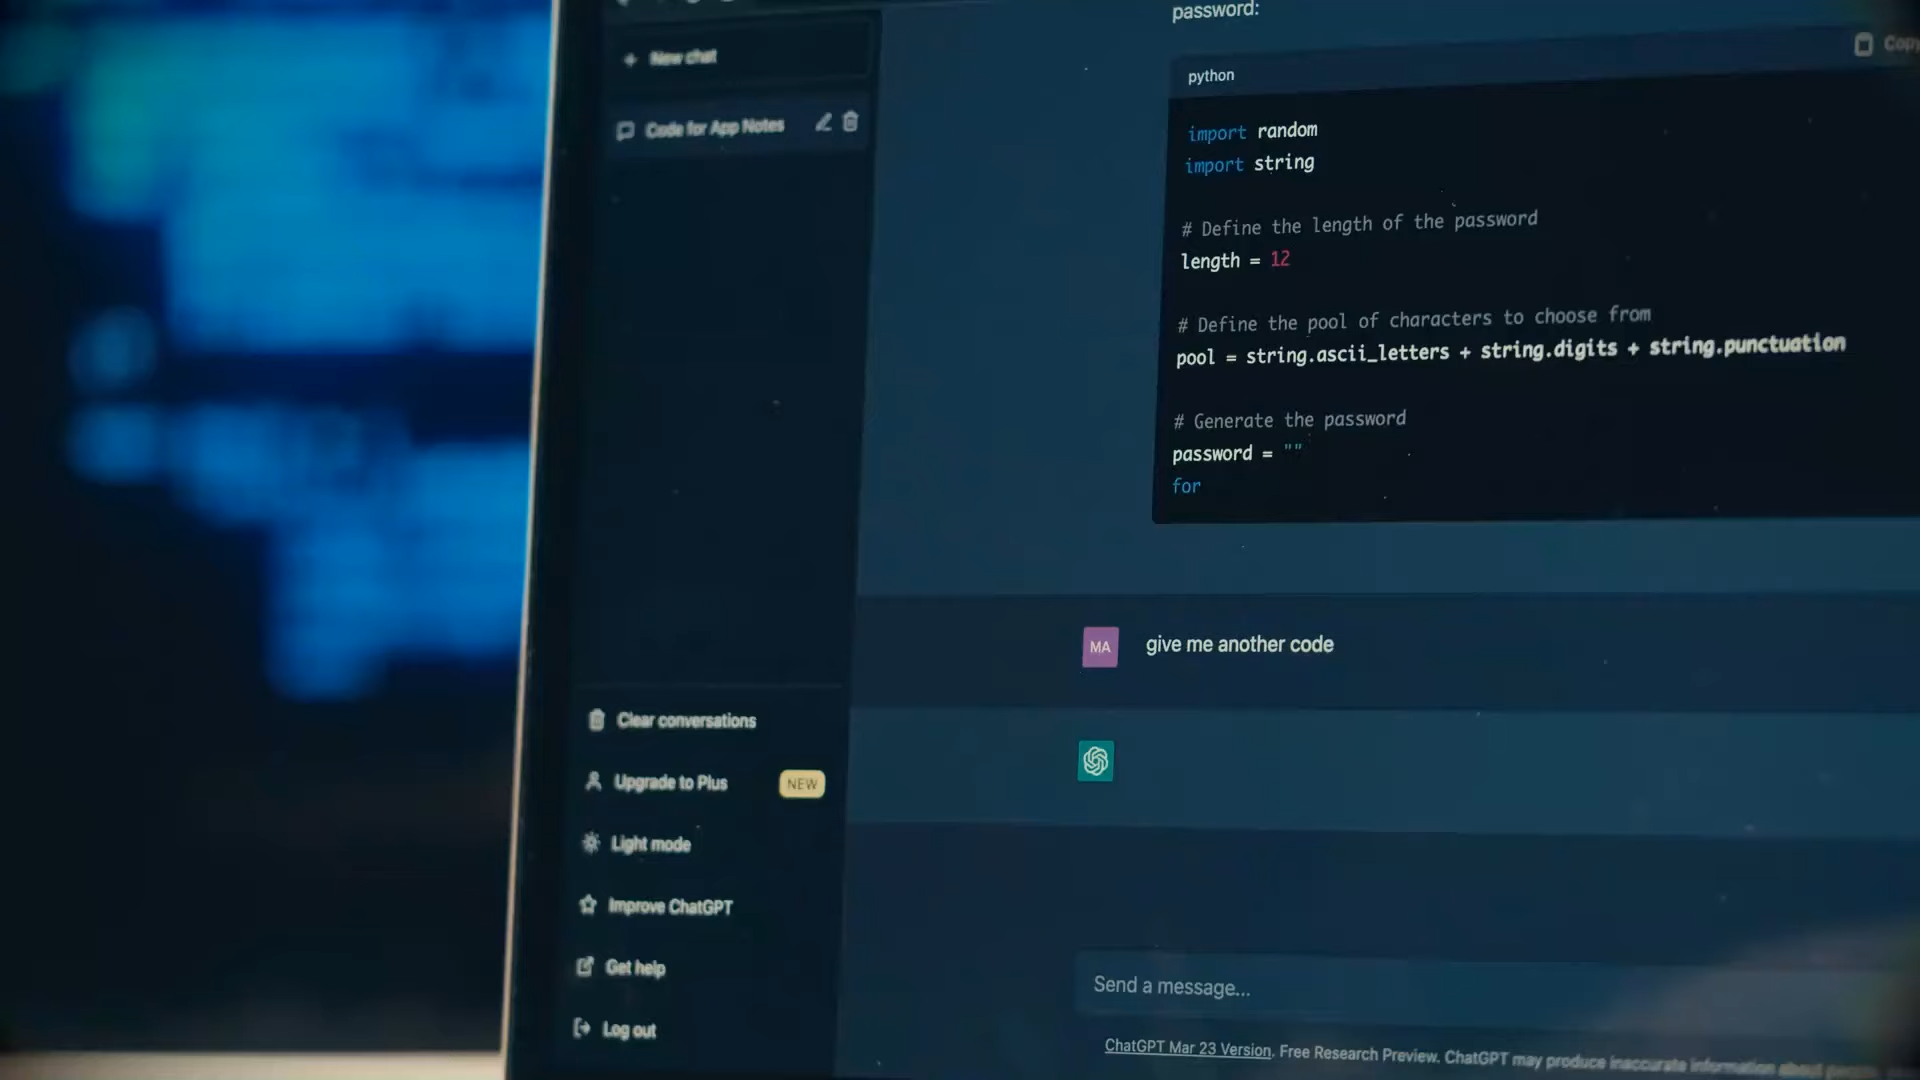 New chat
Code for App Notes
Clear conversations
Upgrade to Plus NEW
Light mode
Improve ChatGPT
Get help
Log out
password:
python
Copy
import random
import string
# Define the length of the password
length = 12
# Define the pool of characters to choose from
pool = string.ascii_letters + string.digits + string.punctuation
# Generate the password
password = ""
for
MA give me another code
Send a message...
ChatGPT Mar 23 Version. Free Research Preview. ChatGPT may produce inaccurate information about people,